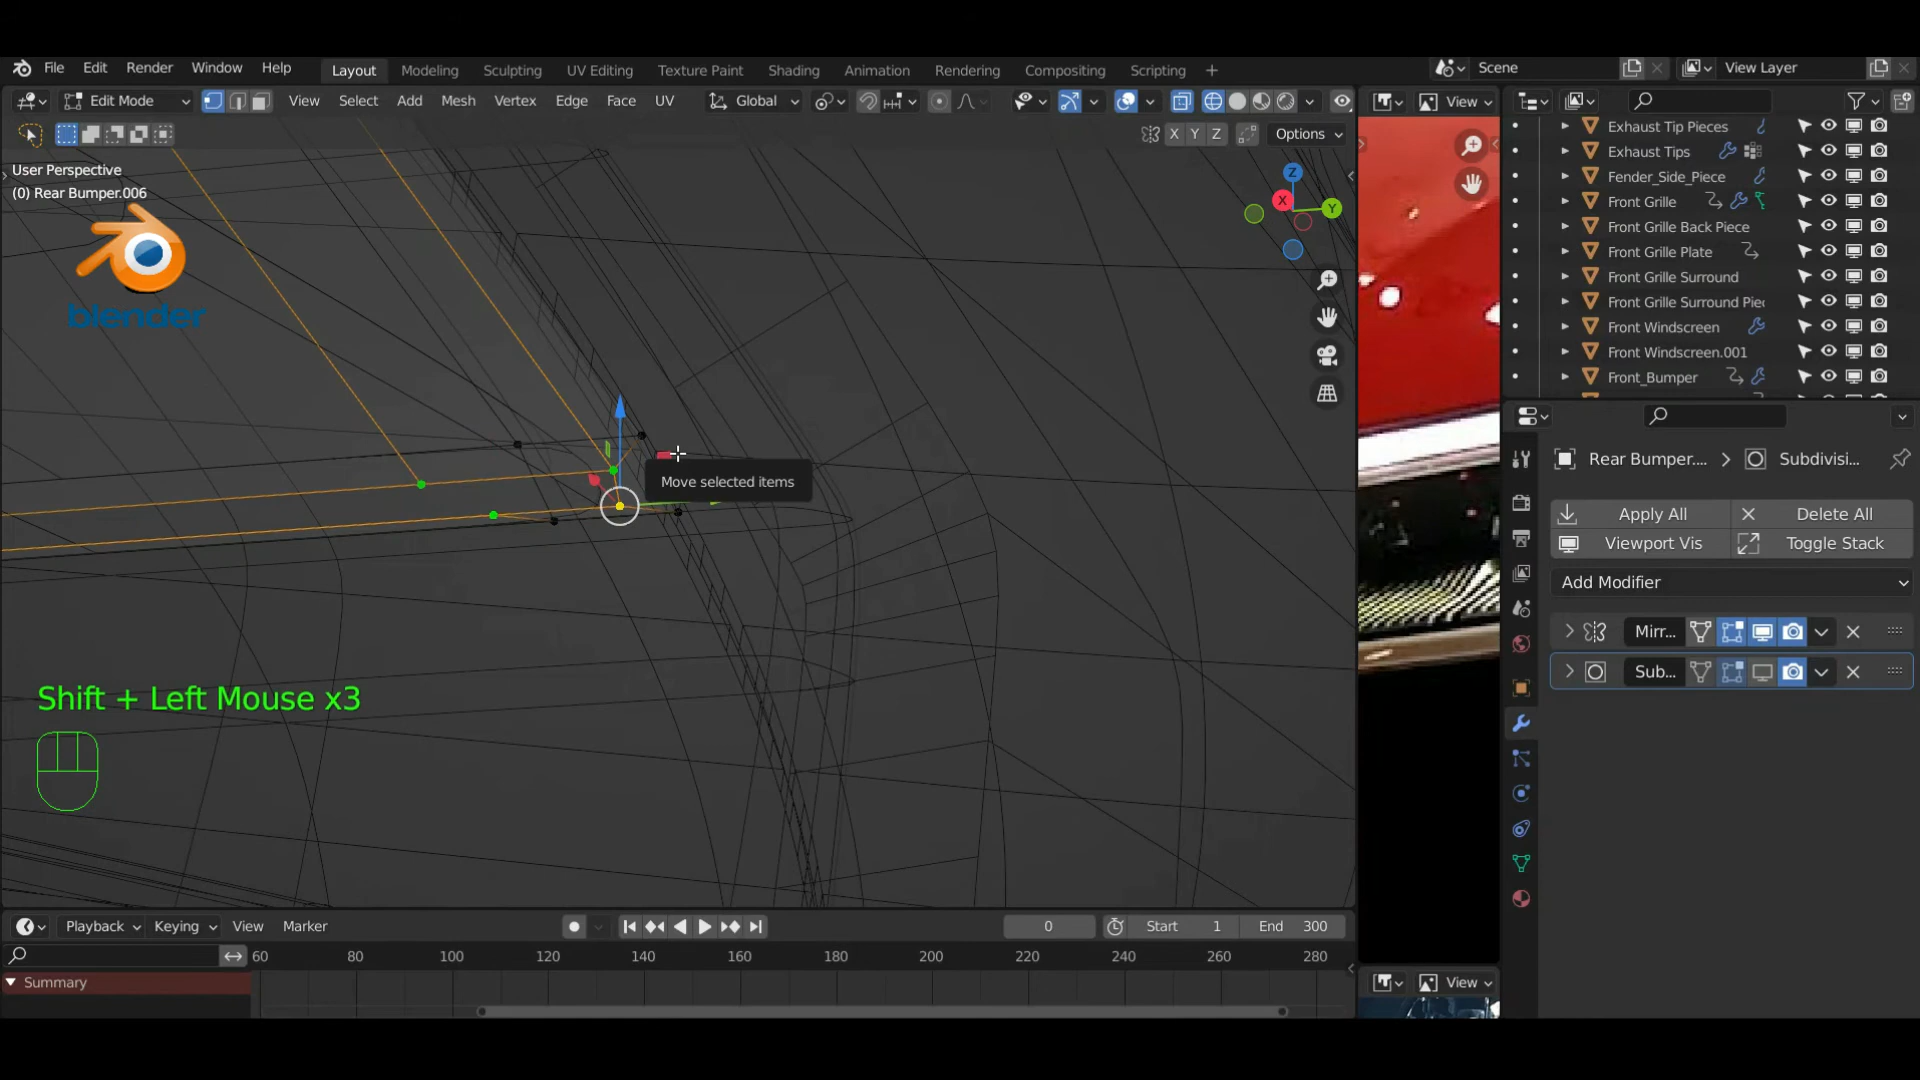 File Edit Render Window Help Layout Modeling Sculpting UV Editing Texture Paint Shading Animation Rendering Compositing Scripting + Scene View Layer
Edit Mode View Select Add Mesh Vertex Edge Face UV Global View
X Y Z Options
User Perspective
(0) Rear Bumper.006
blender
Z
X
Y
Move selected items
Shift + Left Mouse x3
Exhaust Tip Pieces
Exhaust Tips
Fender_Side_Piece
Front Grille
Front Grille Back Piece
Front Grille Plate
Front Grille Surround
Front Grille Surround Piec
Front Windscreen
Front Windscreen.001
Front_Bumper
Rear Bumper.... Subdivisi...
Apply All Delete All
Viewport Vis Toggle Stack
Add Modifier
Mirr...
Sub...
Playback Keying View Marker 0 Start 1 End 300
60 80 100 120 140 160 180 200 220 240 260 280
Summary
View